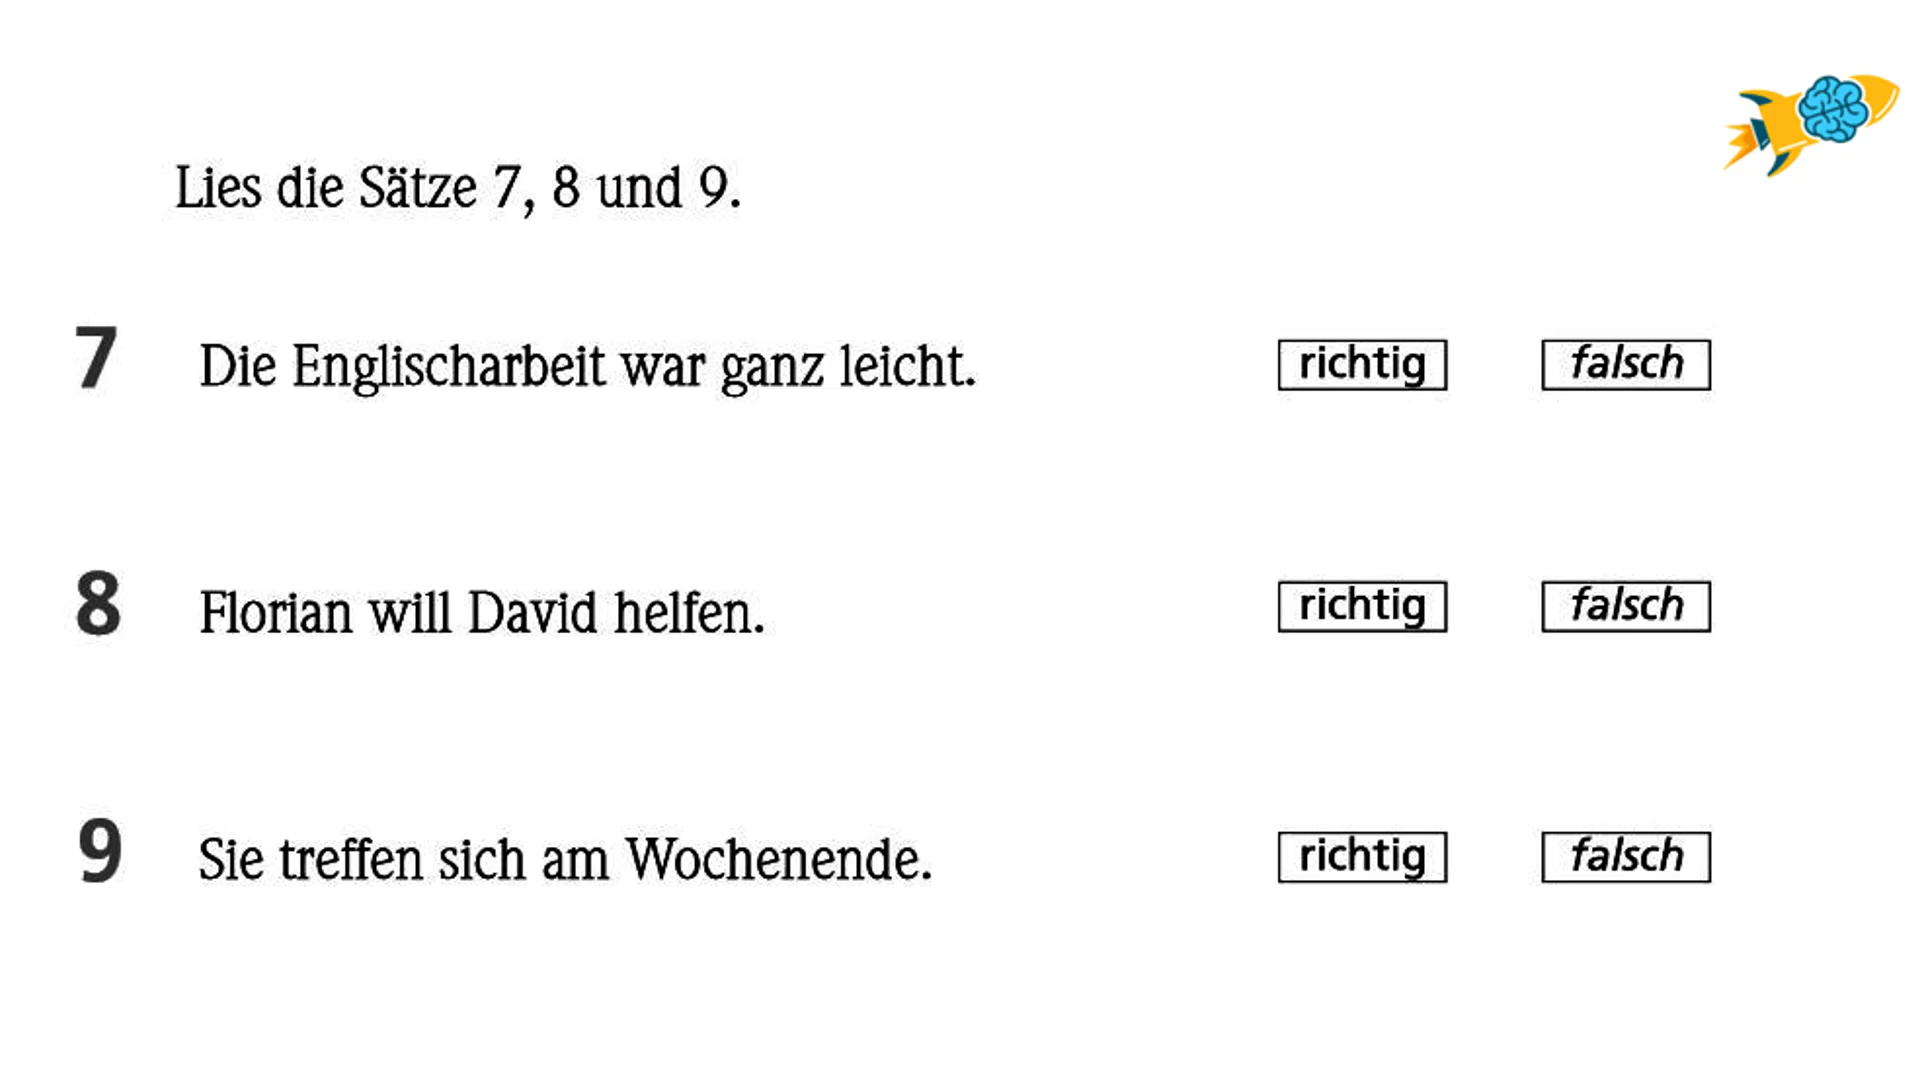 Lies die Sätze 7, 8 und 9.
7 Die Englischarbeit war ganz leicht. richtig falsch
8 Florian will David helfen. richtig falsch
9 Sie treffen sich am Wochenende. richtig falsch